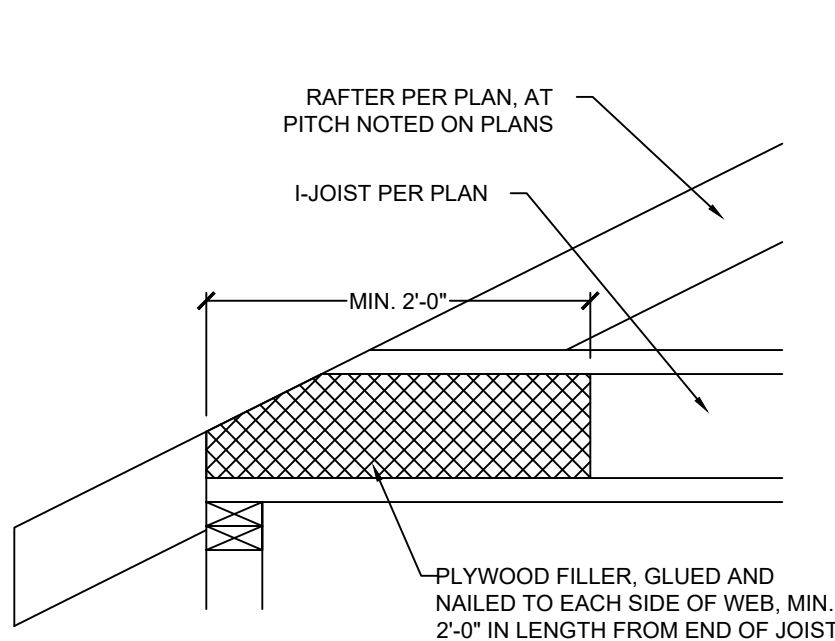 RAFTER PER PLAN, AT
PITCH NOTED ON PLANS
I-JOIST PER PLAN
MIN. 2'-0"
PLYWOOD FILLER, GLUED AND
NAILED TO EACH SIDE OF WEB, MIN.
2'-0" IN LENGTH FROM END OF JOIST